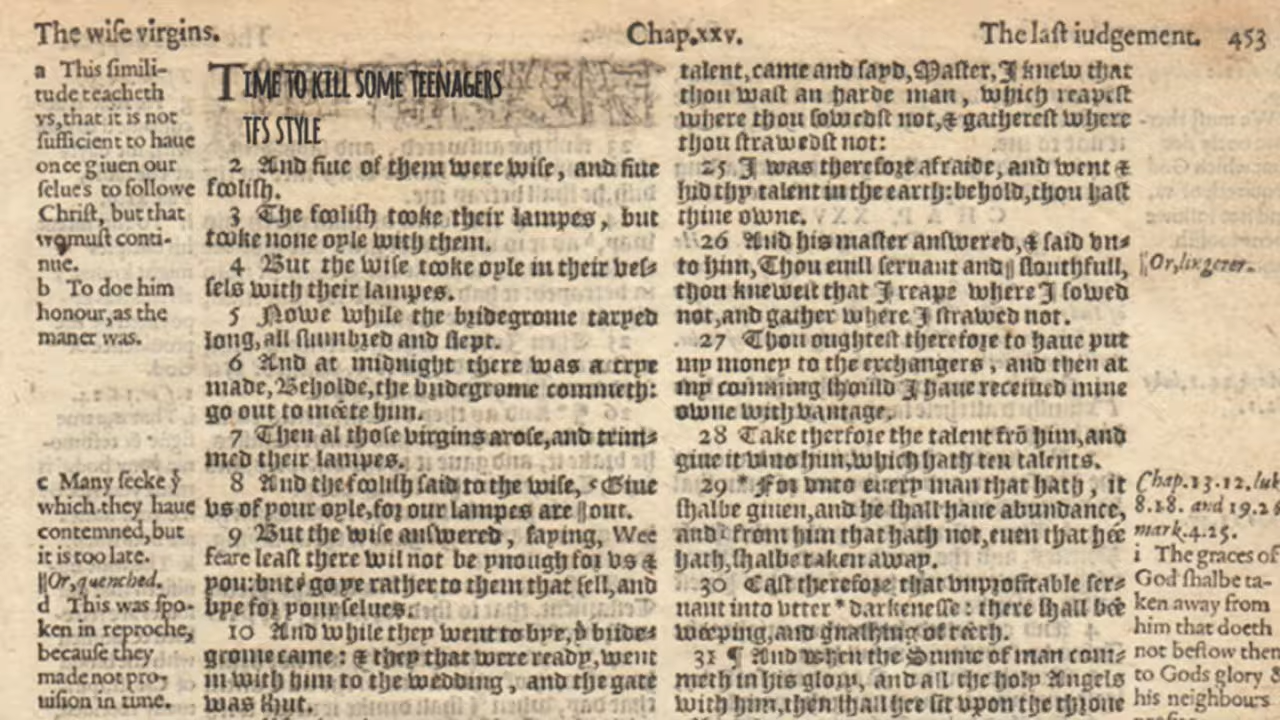 The wiſe virgins.
Chap.xxv.
The laſt iudgement. 453
a This ſimili-
tude teacheth
vs, that it is not
ſufficient to haue
once giuen our
ſelues to followe
Chriſt, but that
we muſt conti-
nue.
b To doe him
honour, as the
maner was.
c Many ſeeke ẏ
which they haue
contemned, but
it is too late.
‖Or, quenched.
d This was ſpo-
ken in reproche,
becauſe they
made not pro-
uiſion in time.
TIME TO KILL SOME TEENAGERS
TFS STYLE
2 And fiue of them were wiſe, and fiue
fooliſh.
3 The fooliſh tooke their lampes, but
tooke none oyle with them.
4 But the wiſe tooke oyle in their veſ-
ſels with their lampes.
5 Nowe while the bridegrome taryed
long, all ſlumbred and ſlept.
6 And at midnight there was a crye
made, Beholde, the bridegrome commeth:
go out to meete him.
7 Then al thoſe virgins aroſe, and trim-
med their lampes.
8 And the fooliſh ſaid to the wiſe, c Giue
vs of your oyle, for our lampes are ‖out.
9 But the wiſe anſwered, ſaying, Wee
feare leaſt there wil not be ynough for vs &
you: but d go ye rather to them that ſell, and
bye for yourſelues.
10 And while they went to bye, ẏ bride-
grome came: & they that were ready, went
in with him to the wedding, and the gate
was ſhut.
talent, came and ſayd, Maſter, I knew that
thou waſt an harde man, which reapeſt
where thou ſowedſt not, & gathereſt where
thou ſtrawedſt not:
25 I was therefore afraide, and went &
hid thy talent in the earth: behold, thou haſt
thine owne.
26 And his maſter anſwered, & ſaid vn-
to him, Thou euill ſeruant and ‖ſlouthfull,
thou kneweſt that I reape where I ſowed
not, and gather where I ſtrawed not.
27 Thou oughteſt therefore to haue put
my money to the exchangers, and then at
my comming ſhould I haue receiued mine
owne with vantage.
28 Take therfore the talent frō him, and
giue it vnto him, which hath ten talents.
29 * For vnto euery man that hath, it
ſhalbe giuen, and he ſhall haue abundance,
and i from him that hath not, euen that hee
hath, ſhalbe taken away.
30 Caſt therefore that vnprofitable ſer-
uant into vtter * darkeneſſe: there ſhall bee
weeping, and gnaſhing of teeth.
31 ¶ And when the Sonne of man com-
meth in his glory, and all the holy Angels
with him, then ſhall hee ſit vpon the throne
‖Or, lingerer.
Chap.13.12. luk
8.18. and 19.2
mark.4.25.
i The graces of
God ſhalbe ta-
ken away from
him that doeth
not beſtow then
to Gods glory &
his neighbours